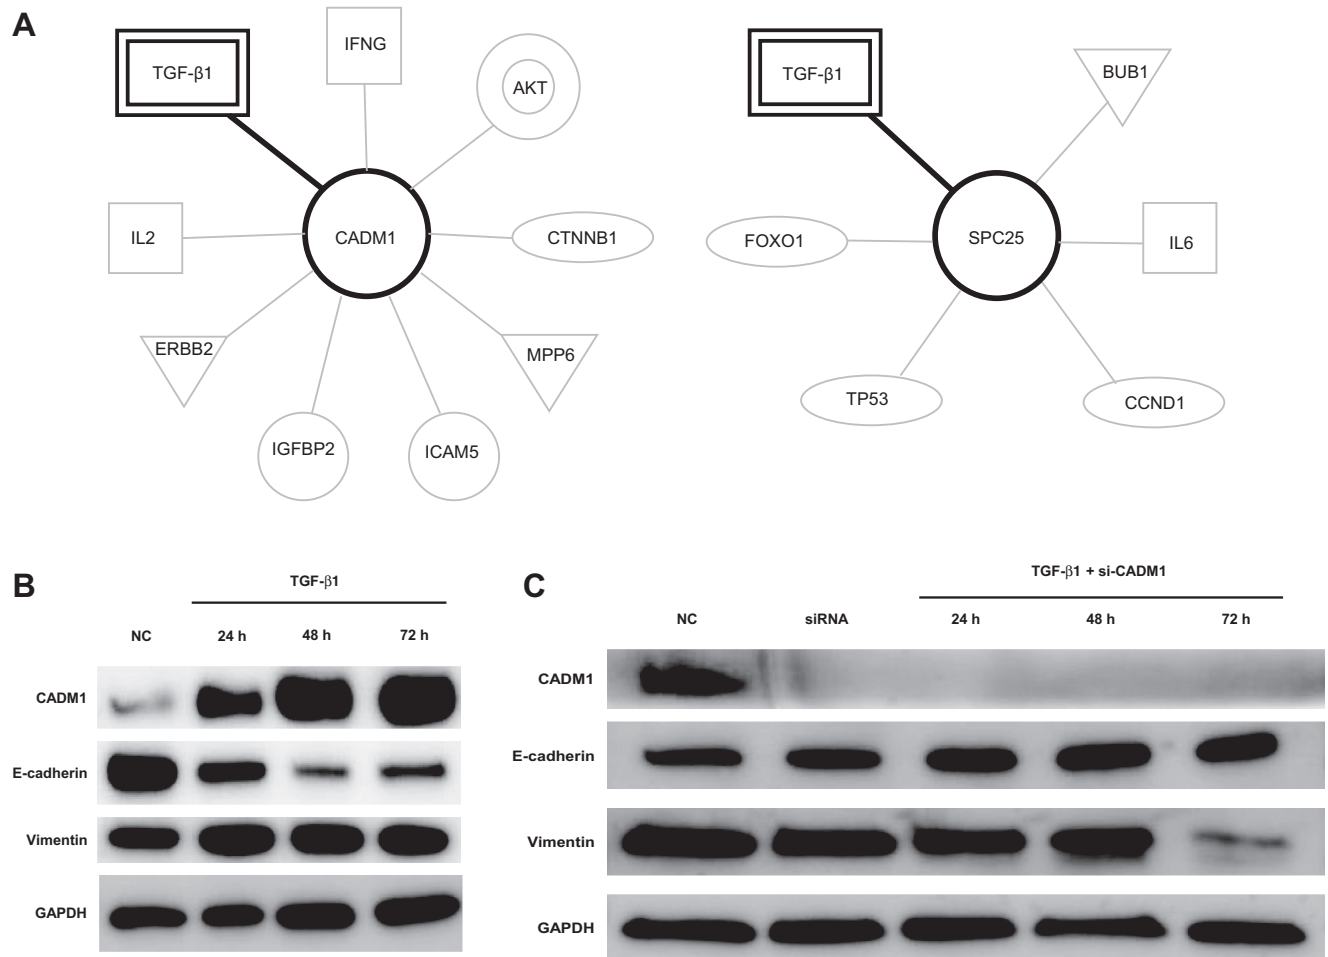 A
TGF-β1
IFNG
AKT
IL2
CADM1
CTNNB1
ERBB2
MPP6
IGFBP2
ICAM5
TGF-β1
BUB1
FOXO1
SPC25
IL6
TP53
CCND1
B
TGF-β1
NC 24 h 48 h 72 h
CADM1
E-cadherin
Vimentin
GAPDH
C
TGF-β1 + si-CADM1
NC siRNA 24 h 48 h 72 h
CADM1
E-cadherin
Vimentin
GAPDH